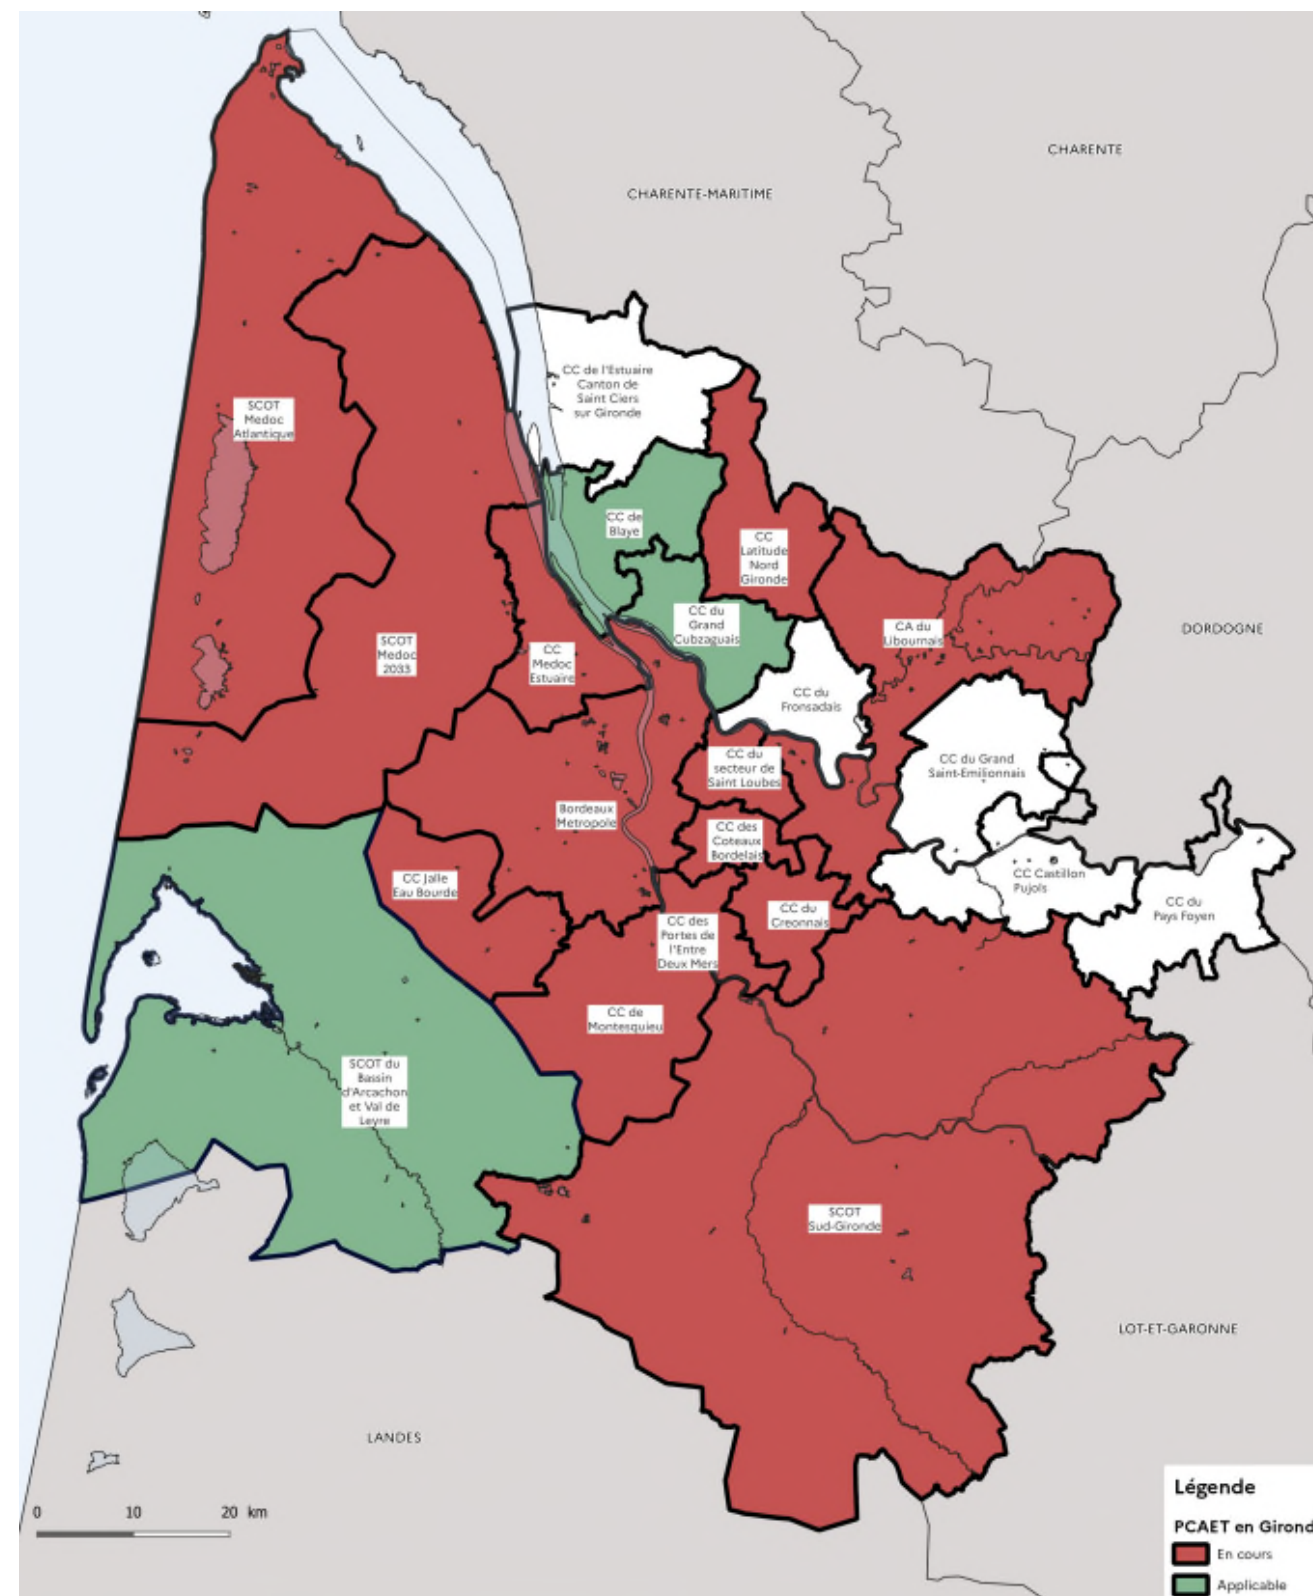 CHARENTE
CHARENTE-MARITIME
CC de l'Estuaire
Canton de
Saint Ciers
sur Gironde
SCOT
Medoc
Atlantique
CC de
Blaye
CC
Latitude
Nord
Gironde
CC du
Grand
Cubzaguais
CA du
Libournais
DORDOGNE
SCOT
Medoc
2033
CC
Medoc
Estuaire
CC du
Fronsadais
CC du
secteur de
Saint Loubes
CC du Grand
Saint-Emilionnais
Bordeaux
Metropole
CC des
Coteaux
Bordelais
CC Jalle
Eau Bourde
CC Castillon
Pujols
CC du
Pays Foyen
CC du
Creonnais
CC des
Portes de
l'Entre
Deux Mers
CC de
Montesquieu
SCOT du
Bassin
d'Arcachon
et Val de
Leyre
SCOT
Sud-Gironde
LOT-ET-GARONNE
LANDES
0 10 20 km
Légende
PCAET en Girond
En cours
Applicable